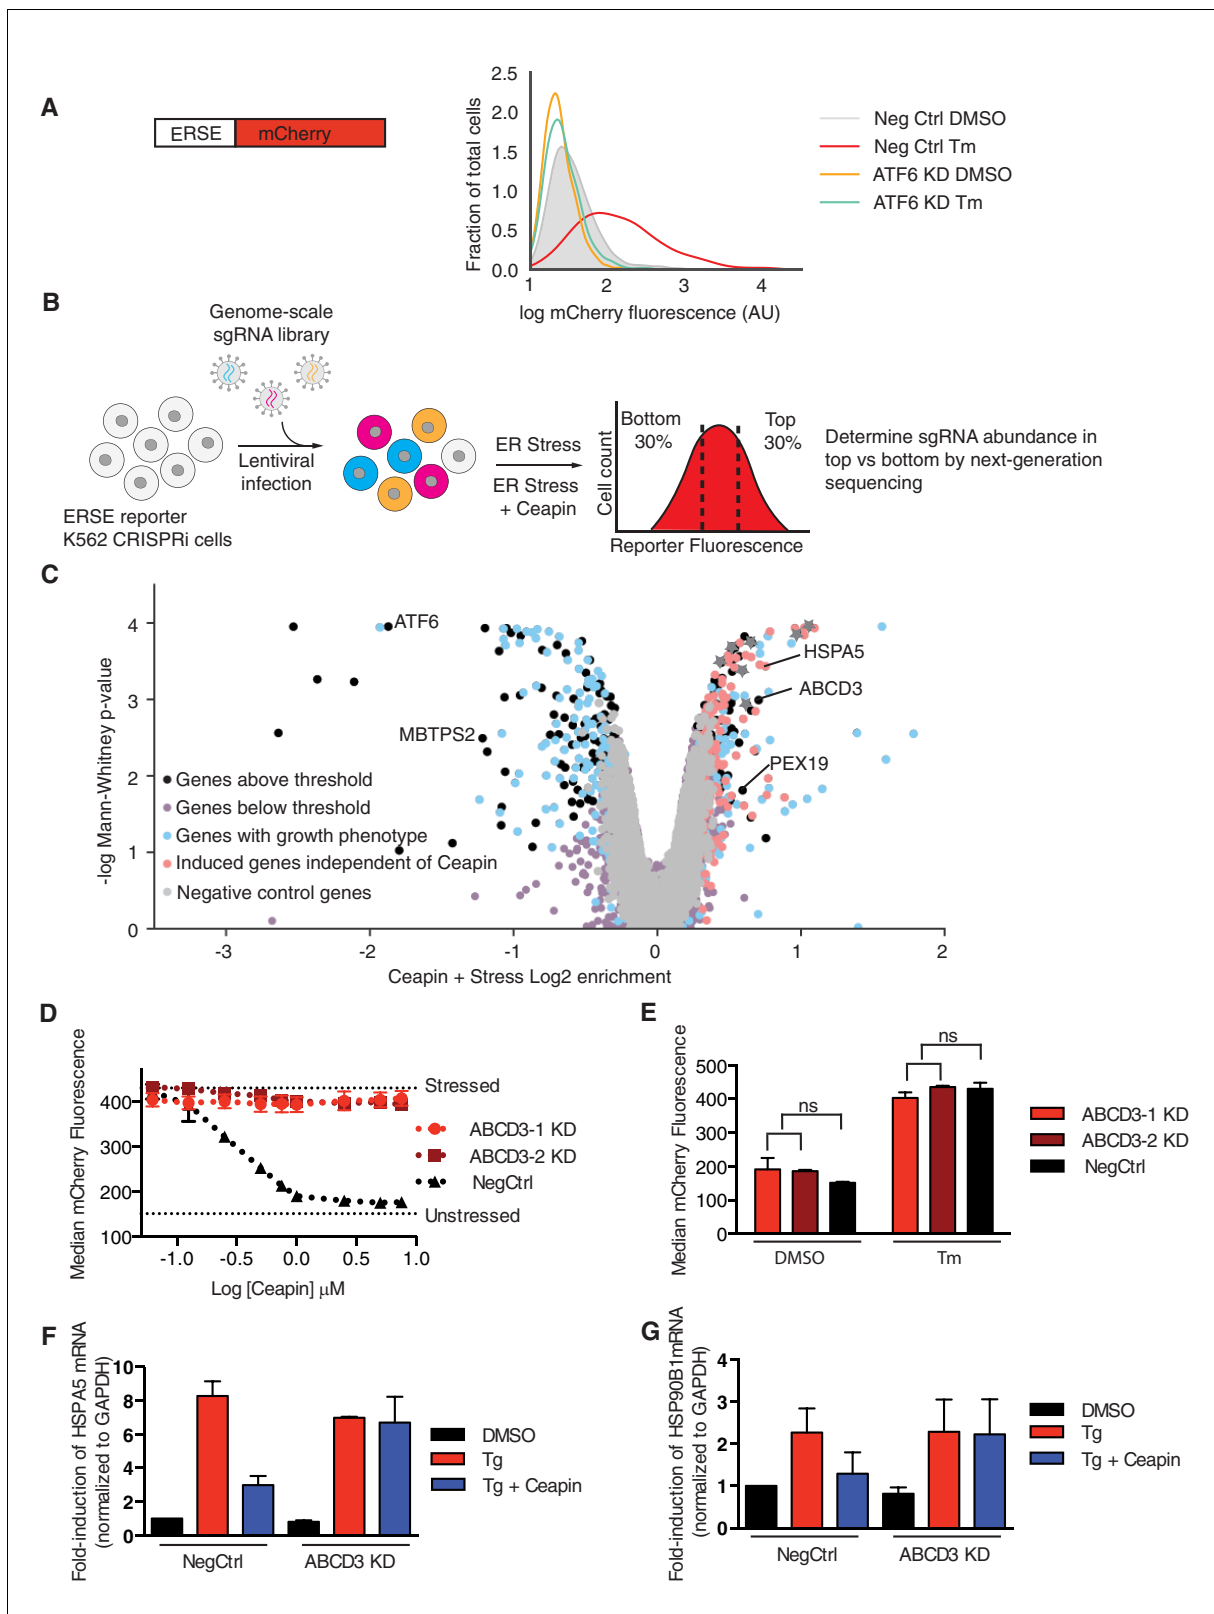 A
ERSE mCherry
Fraction of total cells
2.5
2.0
1.5
1.0
0.5
0.0
1 2 3 4
log mCherry fluorescence (AU)
Neg Ctrl DMSO
Neg Ctrl Tm
ATF6 KD DMSO
ATF6 KD Tm
B
Genome-scale
sgRNA library
Lentiviral
infection
ERSE reporter
K562 CRISPRi cells
ER Stress
ER Stress
+ Ceapin
Cell count
Bottom
30%
Top
30%
Reporter Fluorescence
Determine sgRNA abundance in
top vs bottom by next-generation
sequencing
C
-log Mann-Whitney p-value
4
3
2
1
0
ATF6
MBTPS2
HSPA5
ABCD3
PEX19
Genes above threshold
Genes below threshold
Genes with growth phenotype
Induced genes independent of Ceapin
Negative control genes
-3 -2 -1 0 1 2
Ceapin + Stress Log2 enrichment
D
Median mCherry Fluorescence
400
300
200
100
Stressed
ABCD3-1 KD
ABCD3-2 KD
NegCtrl
Unstressed
-1.0 -0.5 0.0 0.5 1.0
Log [Ceapin] μM
E
Median mCherry Fluorescence
500
400
300
200
100
0
ns
ns
DMSO Tm
ABCD3-1 KD
ABCD3-2 KD
NegCtrl
F
Fold-induction of HSPA5 mRNA
(normalized to GAPDH)
10
8
6
4
2
0
NegCtrl ABCD3 KD
DMSO
Tg
Tg + Ceapin
G
Fold-induction of HSP90B1mRNA
(normalized to GAPDH)
4
3
2
1
0
NegCtrl ABCD3 KD
DMSO
Tg
Tg + Ceapin